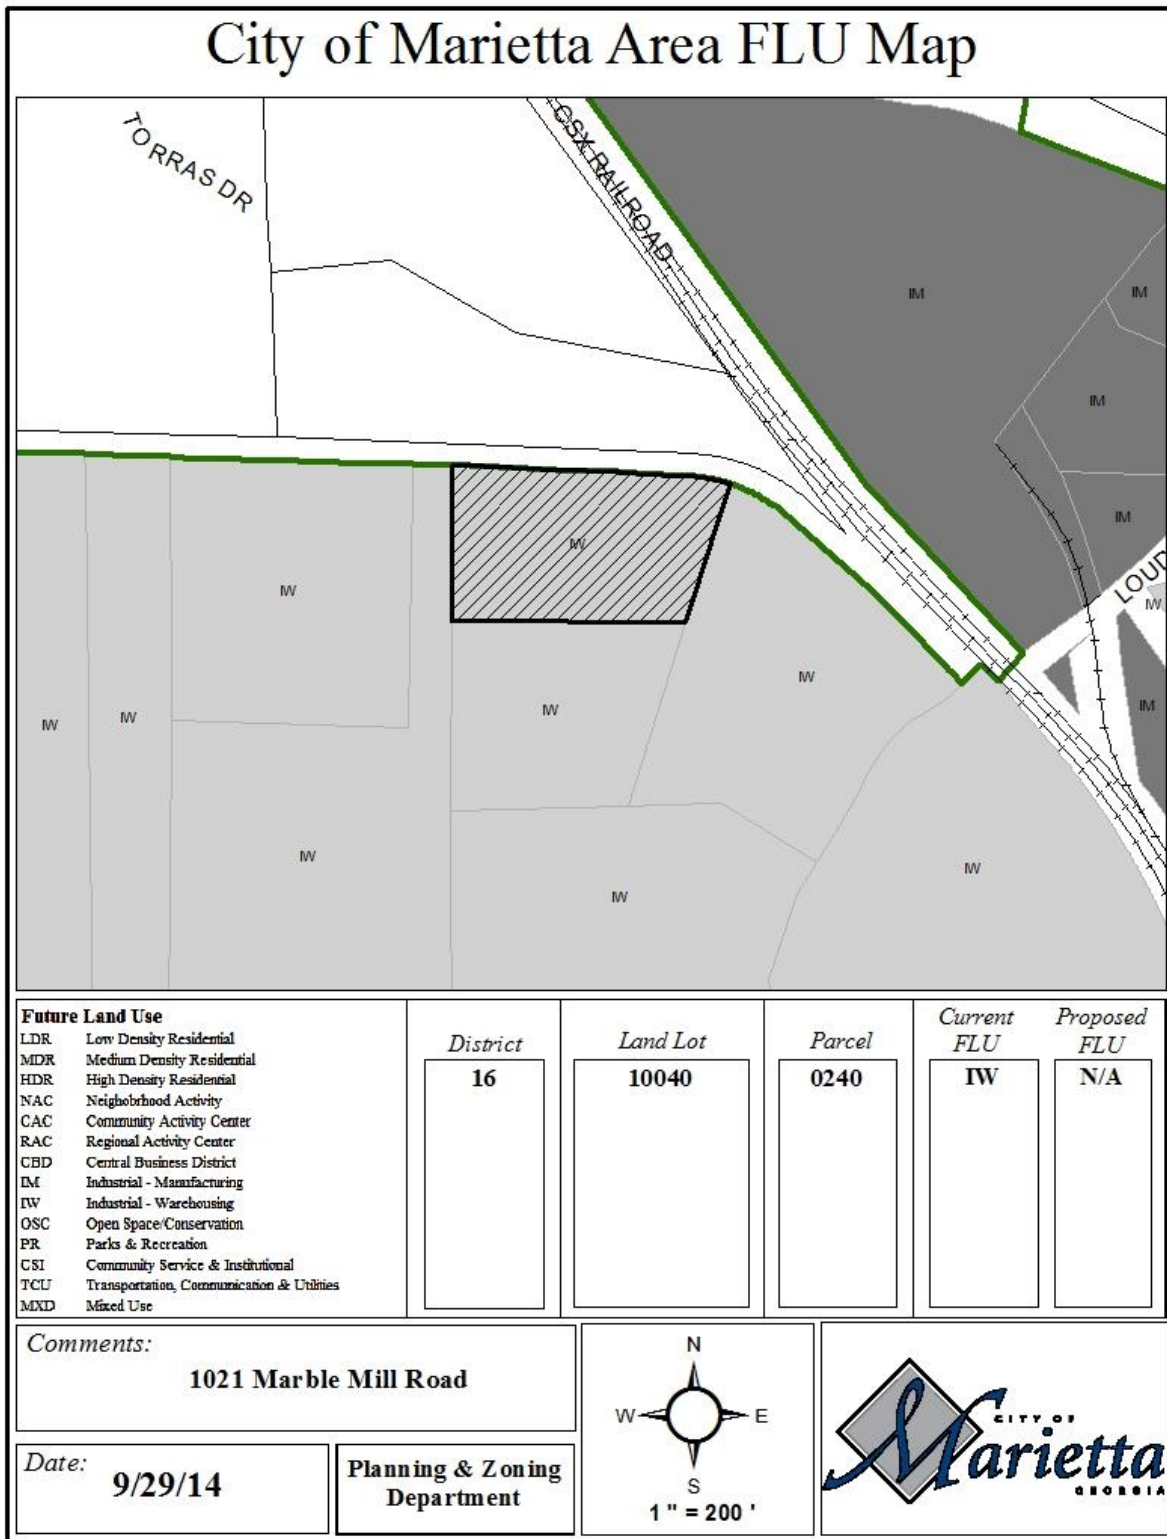 City of Marietta Area FLU Map
TORRAS DR
CSX RAILROAD
IM
IM
IM
IM
LOUD
IW
IM
IW
IW
IW
IW
IW
IW
IW
IW
IW
Future Land Use
LDR Low Density Residential
MDR Medium Density Residential
HDR High Density Residential
NAC Neighobrhood Activity
CAC Community Activity Center
RAC Regional Activity Center
CBD Central Business District
IM Industrial - Manufacturing
IW Industrial - Warehousing
OSC Open Space/Conservation
PR Parks & Recreation
CSI Community Service & Institutional
TCU Transportation, Communication & Utilities
MXD Mixed Use
District
16
Land Lot
10040
Parcel
0240
Current
FLU
IW
Proposed
FLU
N/A
Comments:
1021 Marble Mill Road
Date:
9/29/14
Planning & Zoning
Department
N
W E
S
1 " = 200 '
CITY OF
Marietta
GEORGIA